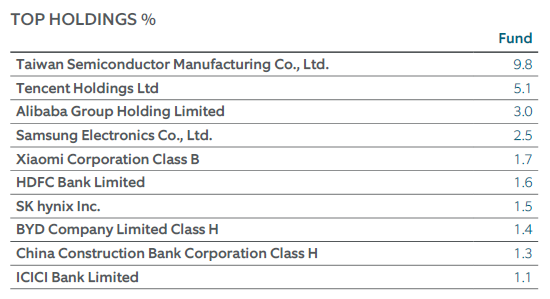 TOP HOLDINGS %
Fund
Taiwan Semiconductor Manufacturing Co., Ltd. 9.8
Tencent Holdings Ltd 5.1
Alibaba Group Holding Limited 3.0
Samsung Electronics Co., Ltd. 2.5
Xiaomi Corporation Class B 1.7
HDFC Bank Limited 1.6
SK hynix Inc. 1.5
BYD Company Limited Class H 1.4
China Construction Bank Corporation Class H 1.3
ICICI Bank Limited 1.1